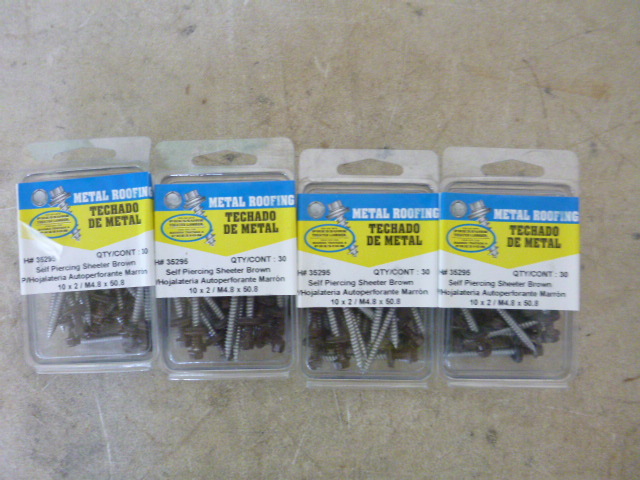 METAL ROOFING
TECHADO
DE METAL
H# 35295 QTY/CONT : 30
Self Piercing Sheeter Brown
P/Hojalateria Autoperforante Marrón
10 x 2 / M4.8 x 50.8
METAL ROOFING
TECHADO
DE METAL
H# 35295 QTY/CONT : 30
Self Piercing Sheeter Brown
P/Hojalateria Autoperforante Marrón
10 x 2 / M4.8 x 50.8
METAL ROOFING
TECHADO
DE METAL
H# 35295 QTY/CONT : 30
Self Piercing Sheeter Brown
P/Hojalateria Autoperforante Marrón
10 x 2 / M4.8 x 50.8
METAL ROOFING
TECHADO
DE METAL
H# 35295 QTY/CONT : 30
Self Piercing Sheeter Brown
P/Hojalateria Autoperforante Marrón
10 x 2 / M4.8 x 50.8